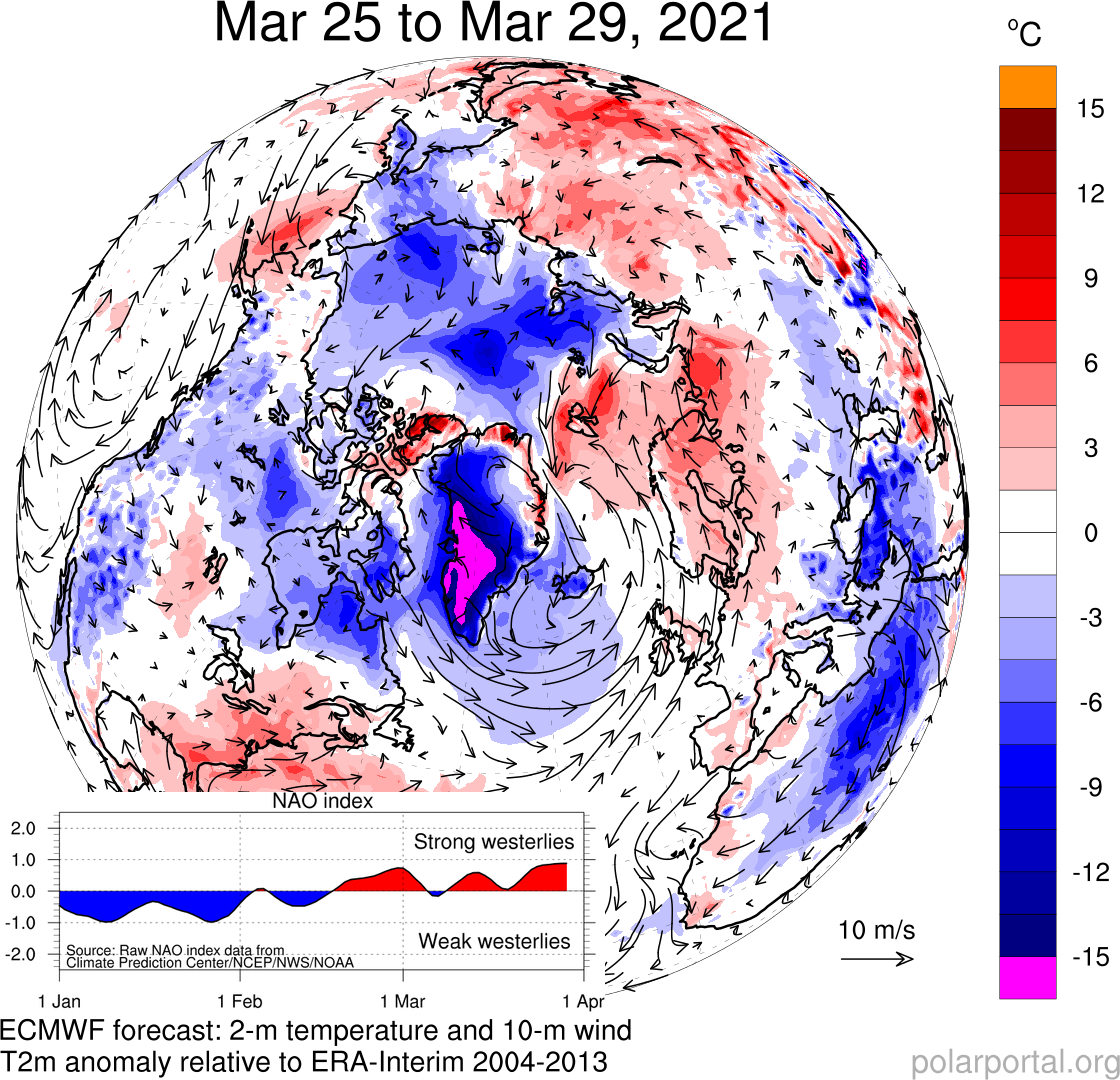 Mar 25 to Mar 29, 2021
oC
15
12
9
6
3
0
-3
-6
-9
-12
-15
10 m/s
NAO index
2.0
1.0
0.0
-1.0
-2.0
Strong westerlies
Weak westerlies
Source: Raw NAO index data from
Climate Prediction Center/NCEP/NWS/NOAA
1 Jan 1 Feb 1 Mar 1 Apr
ECMWF forecast: 2-m temperature and 10-m wind
T2m anomaly relative to ERA-Interim 2004-2013
polarportal.org